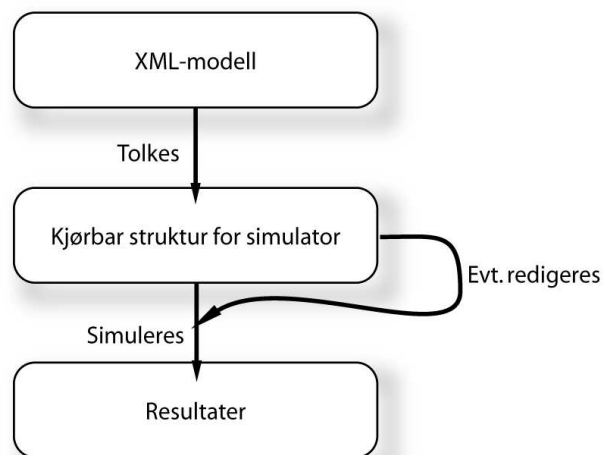 XML-modell
Tolkes
Kjørbar struktur for simulator
Evt. redigeres
Simuleres
Resultater